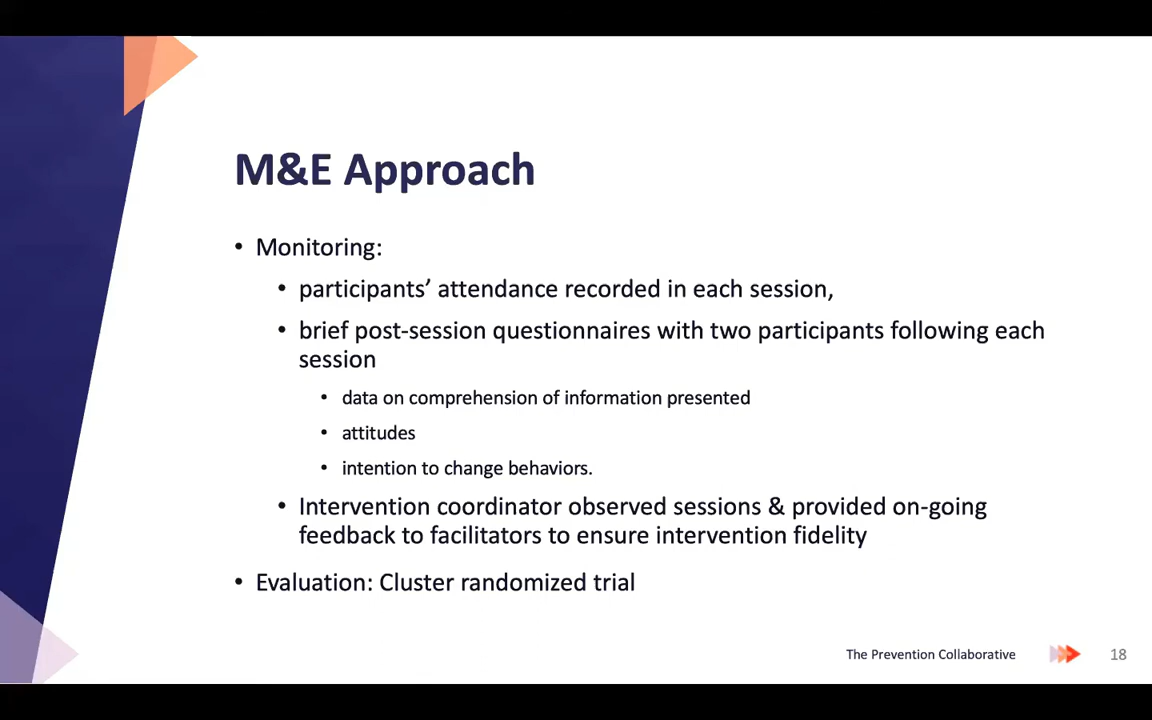 M&E Approach
• Monitoring:
• participants’ attendance recorded in each session,
• brief post-session questionnaires with two participants following each
session
• data on comprehension of information presented
• attitudes
• intention to change behaviors.
• Intervention coordinator observed sessions & provided on-going
feedback to facilitators to ensure intervention fidelity
• Evaluation: Cluster randomized trial
The Prevention Collaborative
18